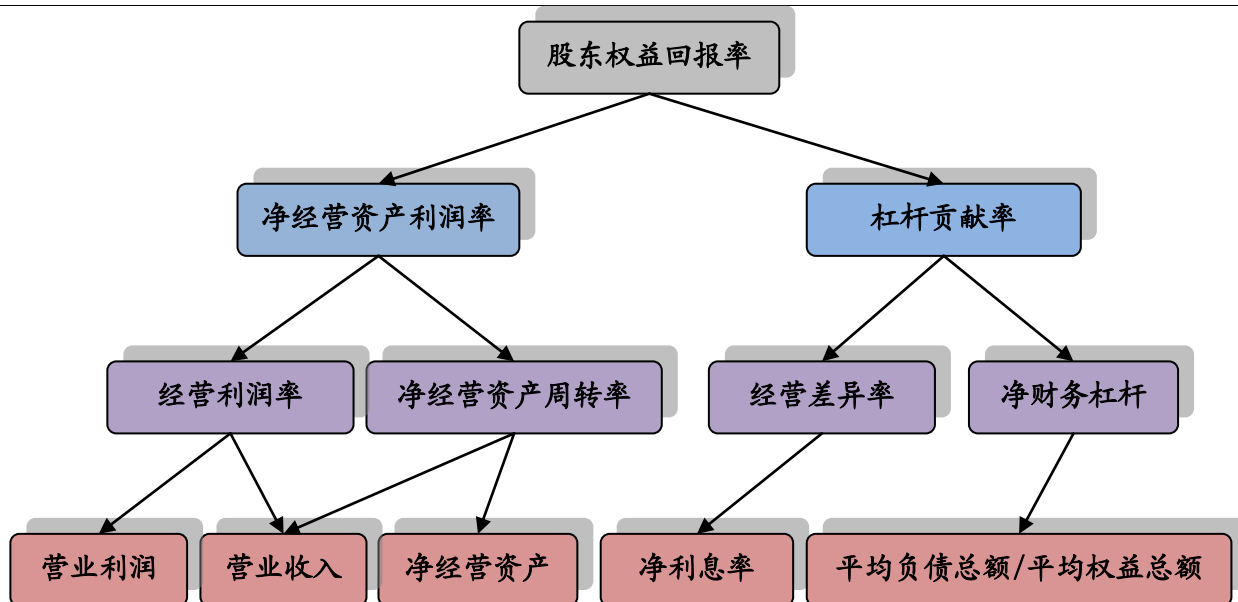 股东权益回报率
净经营资产利润率
杠杆贡献率
经营利润率
净经营资产周转率
经营差异率
净财务杠杆
营业利润
营业收入
净经营资产
净利息率
平均负债总额/平均权益总额